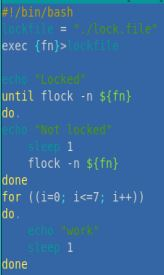 #!/bin/bash
lockfile = "./lock.file"
exec {fn}>lockfile
echo "Locked"
until flock -n ${fn}
do.
echo "Not locked"
sleep 1
flock -n ${fn}
done
for ((i=0; i<=7; i++))
do.
echo "work"
sleep 1
done